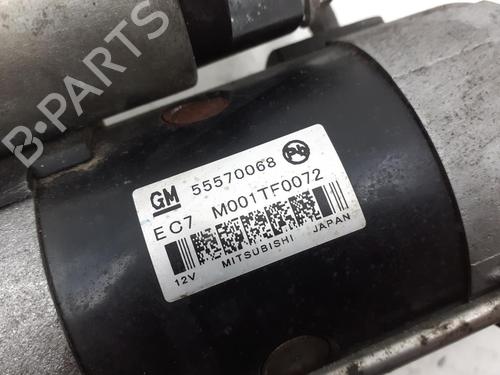 B-PARTS
GM 55570068
EC7 M001TF0072
12V MITSUBISHI JAPAN